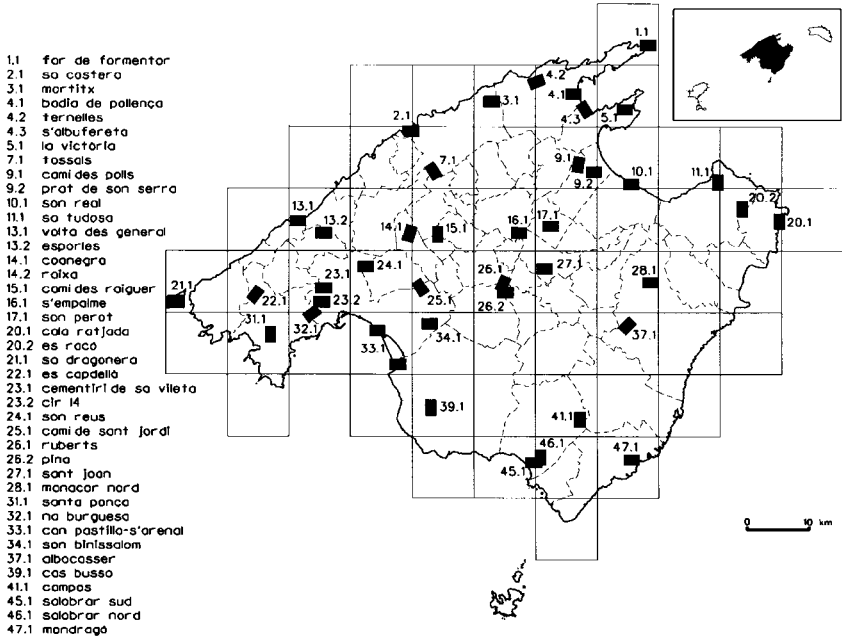 1.1 far de formentor
2.1 sa costera
3.1 mortitx
4.1 badia de pollença
4.2 ternelles
4.3 s'albufereta
5.1 la victòria
7.1 tossals
9.1 camí des polls
9.2 prat de son serra
10.1 son real
11.1 sa tudosa
13.1 volta des general
13.2 esporles
14.1 coanegra
14.2 raixa
15.1 camí des raiguer
16.1 s'empalme
17.1 son perot
20.1 cala ratjada
20.2 es racó
21.1 sa dragonera
22.1 es capdellà
23.1 cementiri de sa vileta
23.2 cir 14
24.1 son reus
25.1 camí de sant jordi
26.1 ruberts
26.2 pina
27.1 sant joan
28.1 manacor nord
31.1 santa ponça
32.1 na burguesa
33.1 can pastilla-s'arenal
34.1 son binissalom
37.1 albocasser
39.1 cas busso
41.1 campos
45.1 salobrar sud
46.1 salobrar nord
47.1 mondragó
1.1
4.2
3.1
4.1
4.3
5.1
2.1
7.1
9.1
9.2
10.1
11.1
20.2
20.1
13.1
13.2
14.1
15.1
16.1
17.1
24.1
21.1
22.1
23.1
23.2
25.1
26.1
26.2
27.1
28.1
31.1
32.1
33.1
34.1
37.1
39.1
41.1
45.1
46.1
47.1
0 10 km